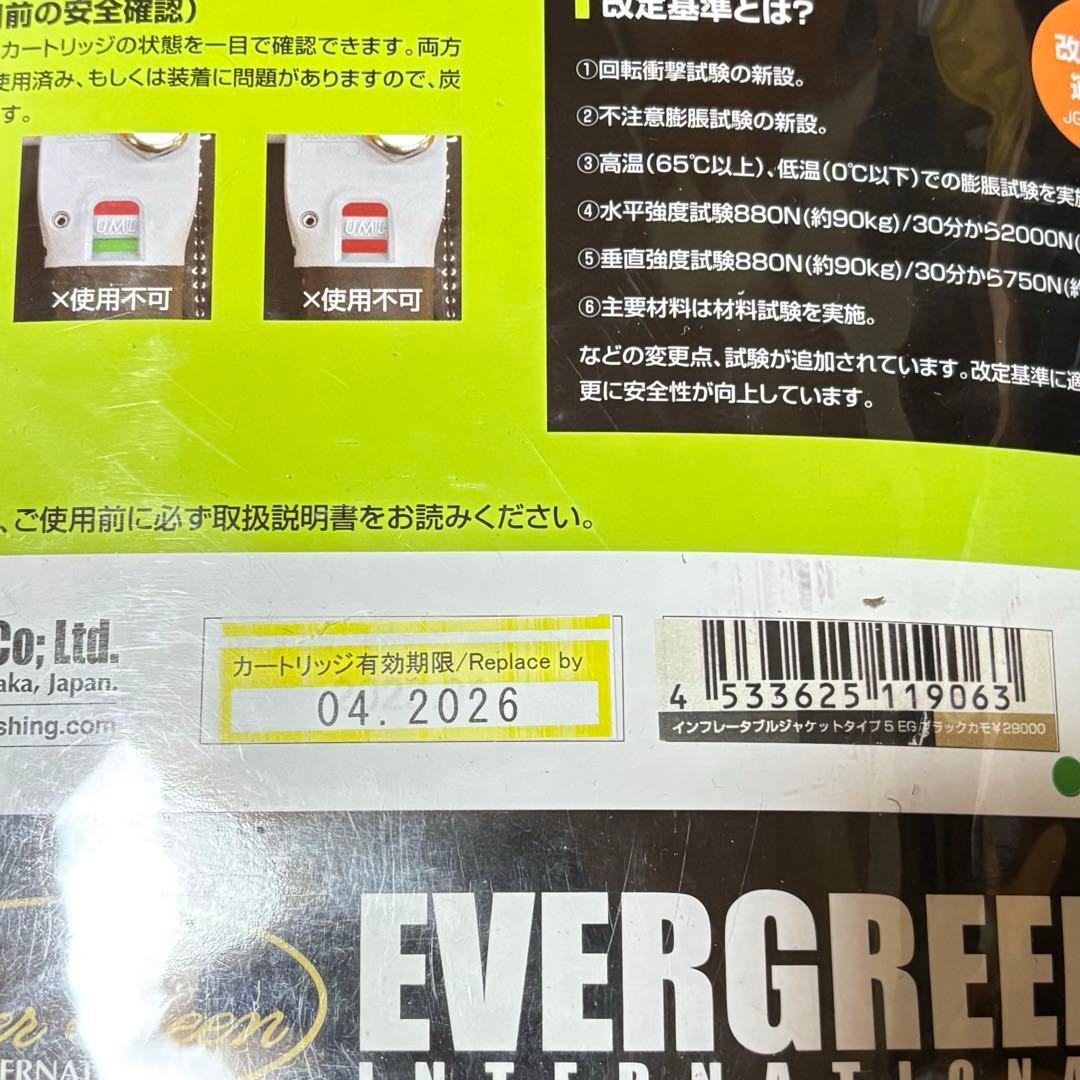 前の安全確認）
カートリッジの状態を一目で確認できます。両方
使用済み、もしくは装着に問題がありますので、炭
す。
UML
UML
×使用不可
×使用不可
改定基準とは?
①回転衝撃試験の新設。
②不注意膨張試験の新設。
③高温（65℃以上）、低温（0℃以下）での膨張試験を実施
④水平強度試験880N（約90kg）/30分から2000N（
⑤垂直強度試験880N（約90kg）/30分から750N（約
⑥主要材料は材料試験を実施。
などの変更点、試験が追加されています。改定基準に適
更に安全性が向上しています。
改
JG
、ご使用前に必ず取扱説明書をお読みください。
Co; Ltd.
aka, Japan.
shing.com
カートリッジ有効期限/Replace by
04. 2026
4 533625 119063
インフレータブルジャケットタイプ5 EG ブラックカモ¥29000
EVERGREEN
INTERNATIONA
er Green
ERNAT